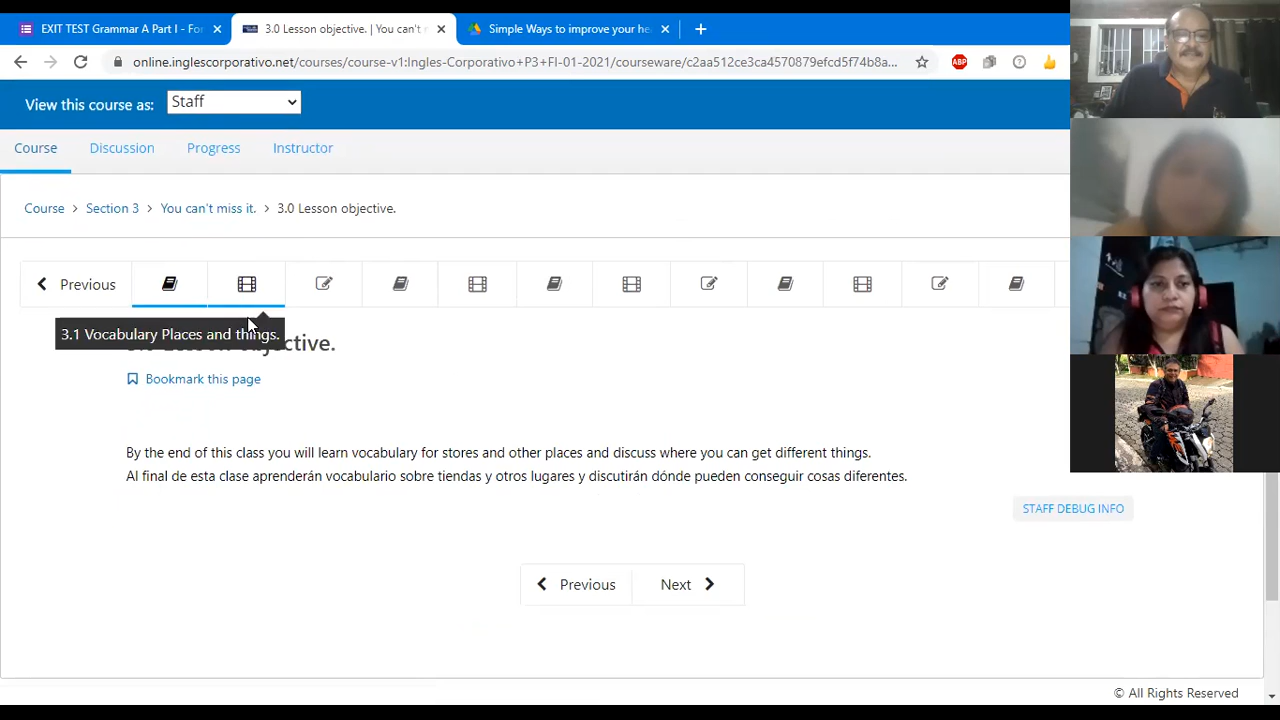 EXIT TEST Grammar A Part I - Fo
3.0 Lesson objective. | You can't
Simple Ways to improve your he
online.inglescorporativo.net/courses/course-v1:Ingles-Corporativo+P3+FI-01-2021/courseware/c2aa512ce3ca4570879efcd5f74b8a...
ABP
View this course as:
Staff
Course
Discussion
Progress
Instructor
Course > Section 3 > You can't miss it. > 3.0 Lesson objective.
Previous
3.1 Vocabulary Places and things.
objective.
Bookmark this page
By the end of this class you will learn vocabulary for stores and other places and discuss where you can get different things.
Al final de esta clase aprenderán vocabulario sobre tiendas y otros lugares y discutirán dónde pueden conseguir cosas diferentes.
STAFF DEBUG INFO
Previous
Next
© All Rights Reserved